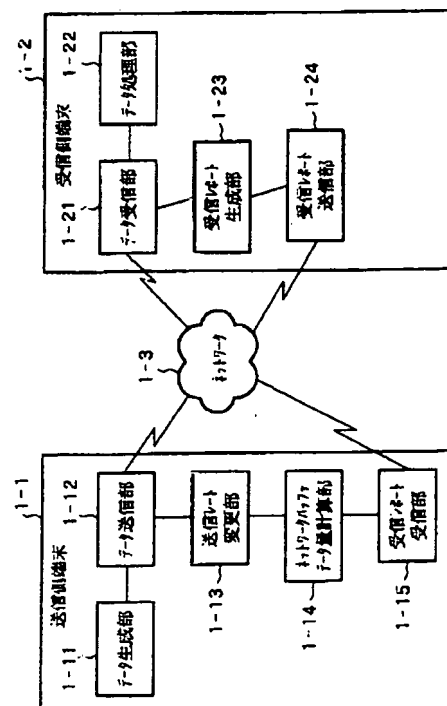 1-1
送信側端末
1-11
データ生成部
1-12
データ送信部
1-13
送信レート
変更部
1-14
ネットワークバッファ
データ量計算部
1-15
受信レポート
受信部
1-3
ネットワーク
1-2
受信側端末
1-21
データ受信部
1-22
データ処理部
1-23
受信レポート
生成部
1-24
受信レポート
送信部